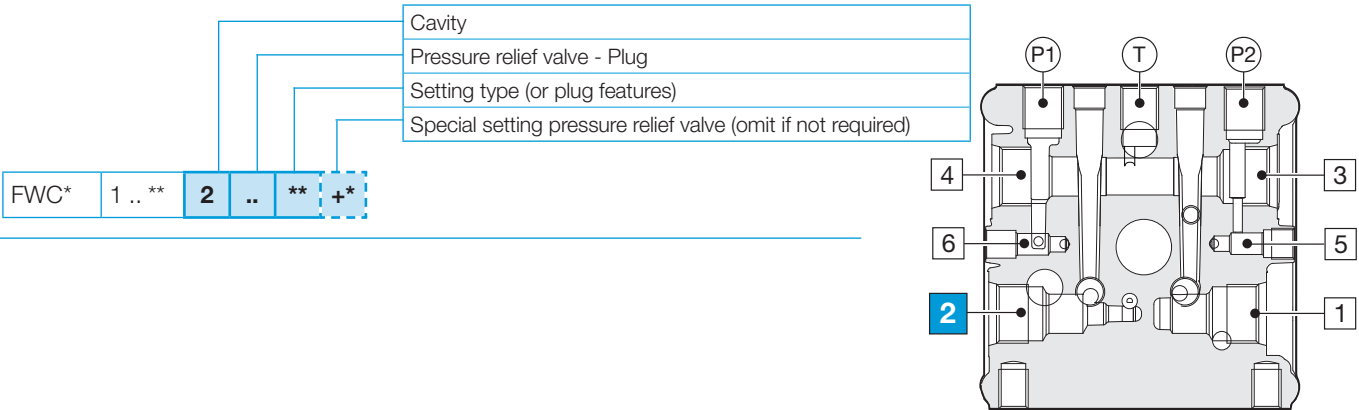 Cavity
Pressure relief valve - Plug
Setting type (or plug features)
Special setting pressure relief valve (omit if not required)
FWC* 1 .. ** 2 .. ** +*
P1 T P2
4 3
6 5
2 1